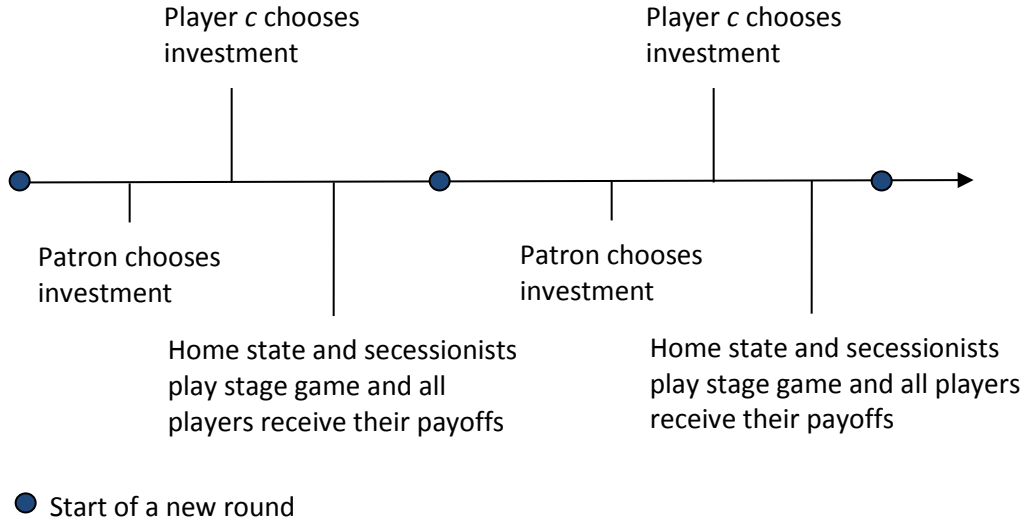 Player c chooses
investment
Player c chooses
investment
Patron chooses
investment
Patron chooses
investment
Home state and secessionists
play stage game and all
players receive their payoffs
Home state and secessionists
play stage game and all players
receive their payoffs
Start of a new round